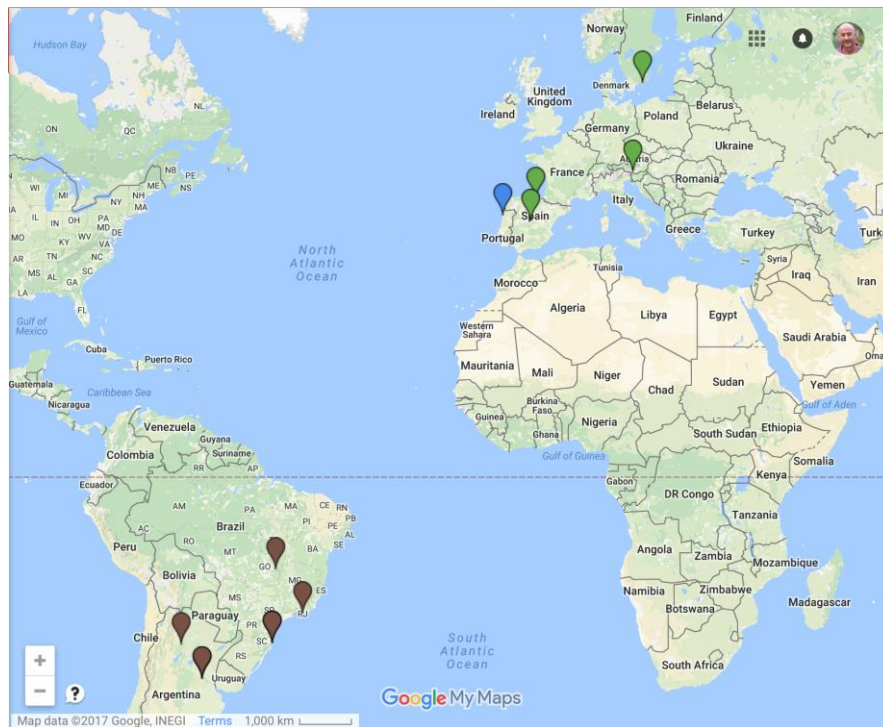 Hudson Bay
Norway
Finland
NL
ON
QC
Denmark
United
Kingdom
Ireland
Belarus
Poland
Germany
Ukraine
Austria
France
Romania
Italy
Spain
Portugal
Greece
Turkey
NB
PE
NS
ME
VT
NH
MA
NY
MI
WI
PA
OH
IN
IL
MD
DE
DC
WV
VA
KY
MO
TN
NC
SC
AR
MS
AL
LA
FL
North
Atlantic
Ocean
Gulf of
Mexico
Tunisia
Morocco
Syria
Iraq
Iran
Algeria
Libya
Egypt
Western
Sahara
Saudi Arabia
Oma
Cuba
Puerto Rico
Mauritania
Mali
Niger
Chad
Sudan
Yemen
Gulf of Aden
Guatemala
Caribbean Sea
Nicaragua
Burkina
Faso
Guinea
Ghana
Nigeria
South Sudan
Ethiopia
Venezuela
Guyana
Suriname
Colombia
RR
AP
Gulf of Guinea
Somalia
Kenya
Gabon
DR Congo
Ecuador
AM
PA
MA
CE
RN
PB
PI
PE
AL
SE
AC
RO
Brazil
BA
MT
GO
Peru
Tanzania
Angola
Zambia
Mozambique
Bolivia
MG
ES
MS
SP
RJ
Namibia
Zimbabwe
Botswana
Madagascar
Paraguay
PR
SC
RS
Chile
Uruguay
Argentina
South
Atlantic
Ocean
South Africa
+
−
?
Google My Maps
Map data ©2017 Google, INEGI Terms 1,000 km